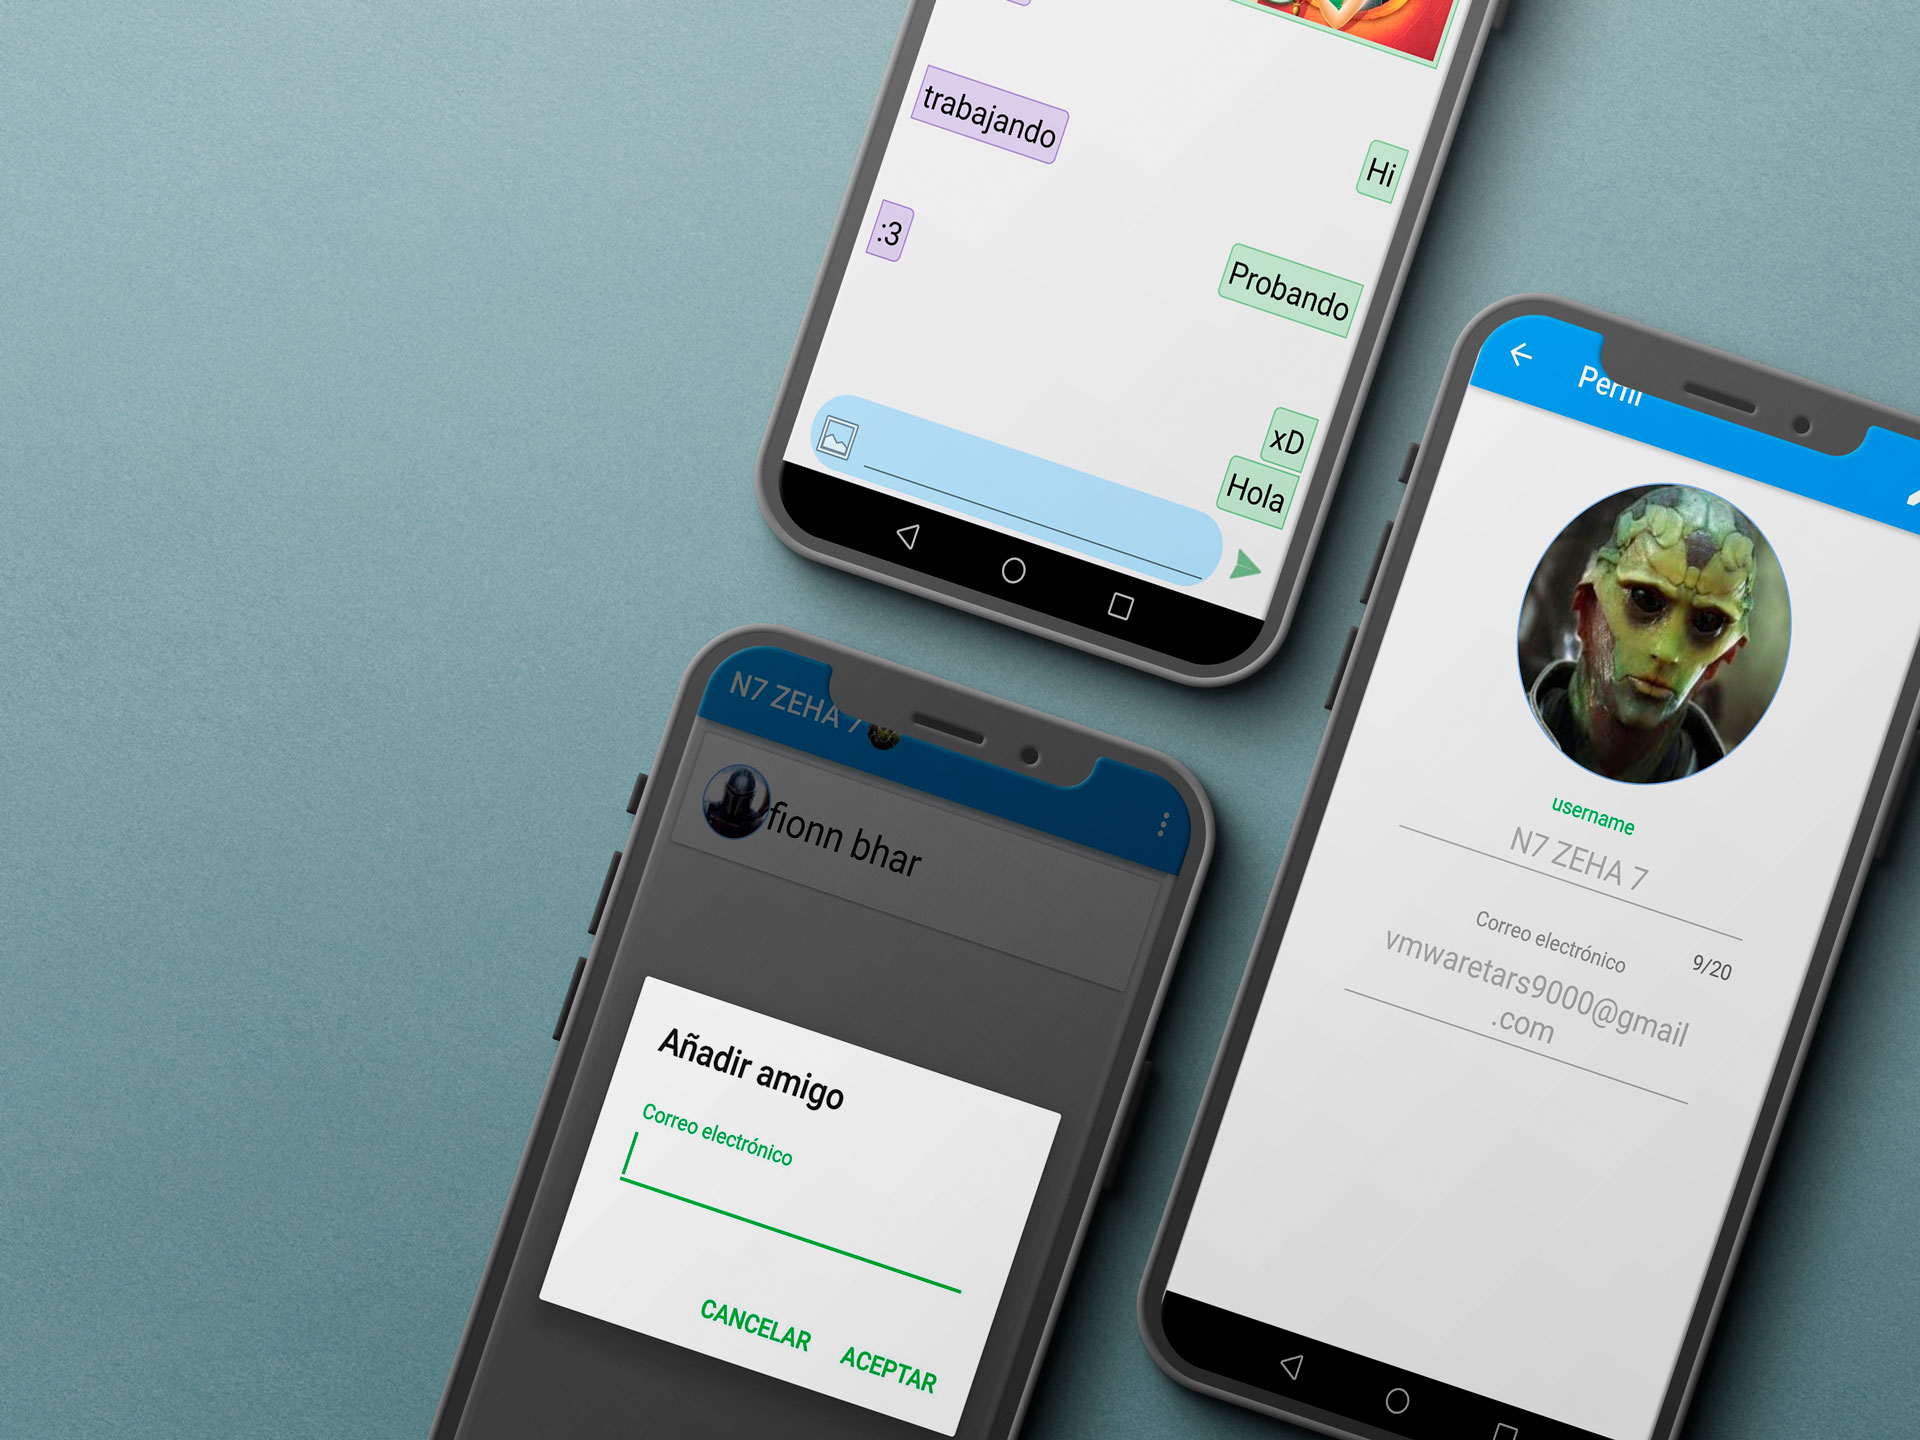 trabajando
Hi
:3
Probando
xD
Hola
Perfil
username
N7 ZEHA 7
Correo electrónico
9/20
vmwaretars9000@gmail
.com
N7 ZEHA 7
fionn bhar
Añadir amigo
Correo electrónico
CANCELAR
ACEPTAR